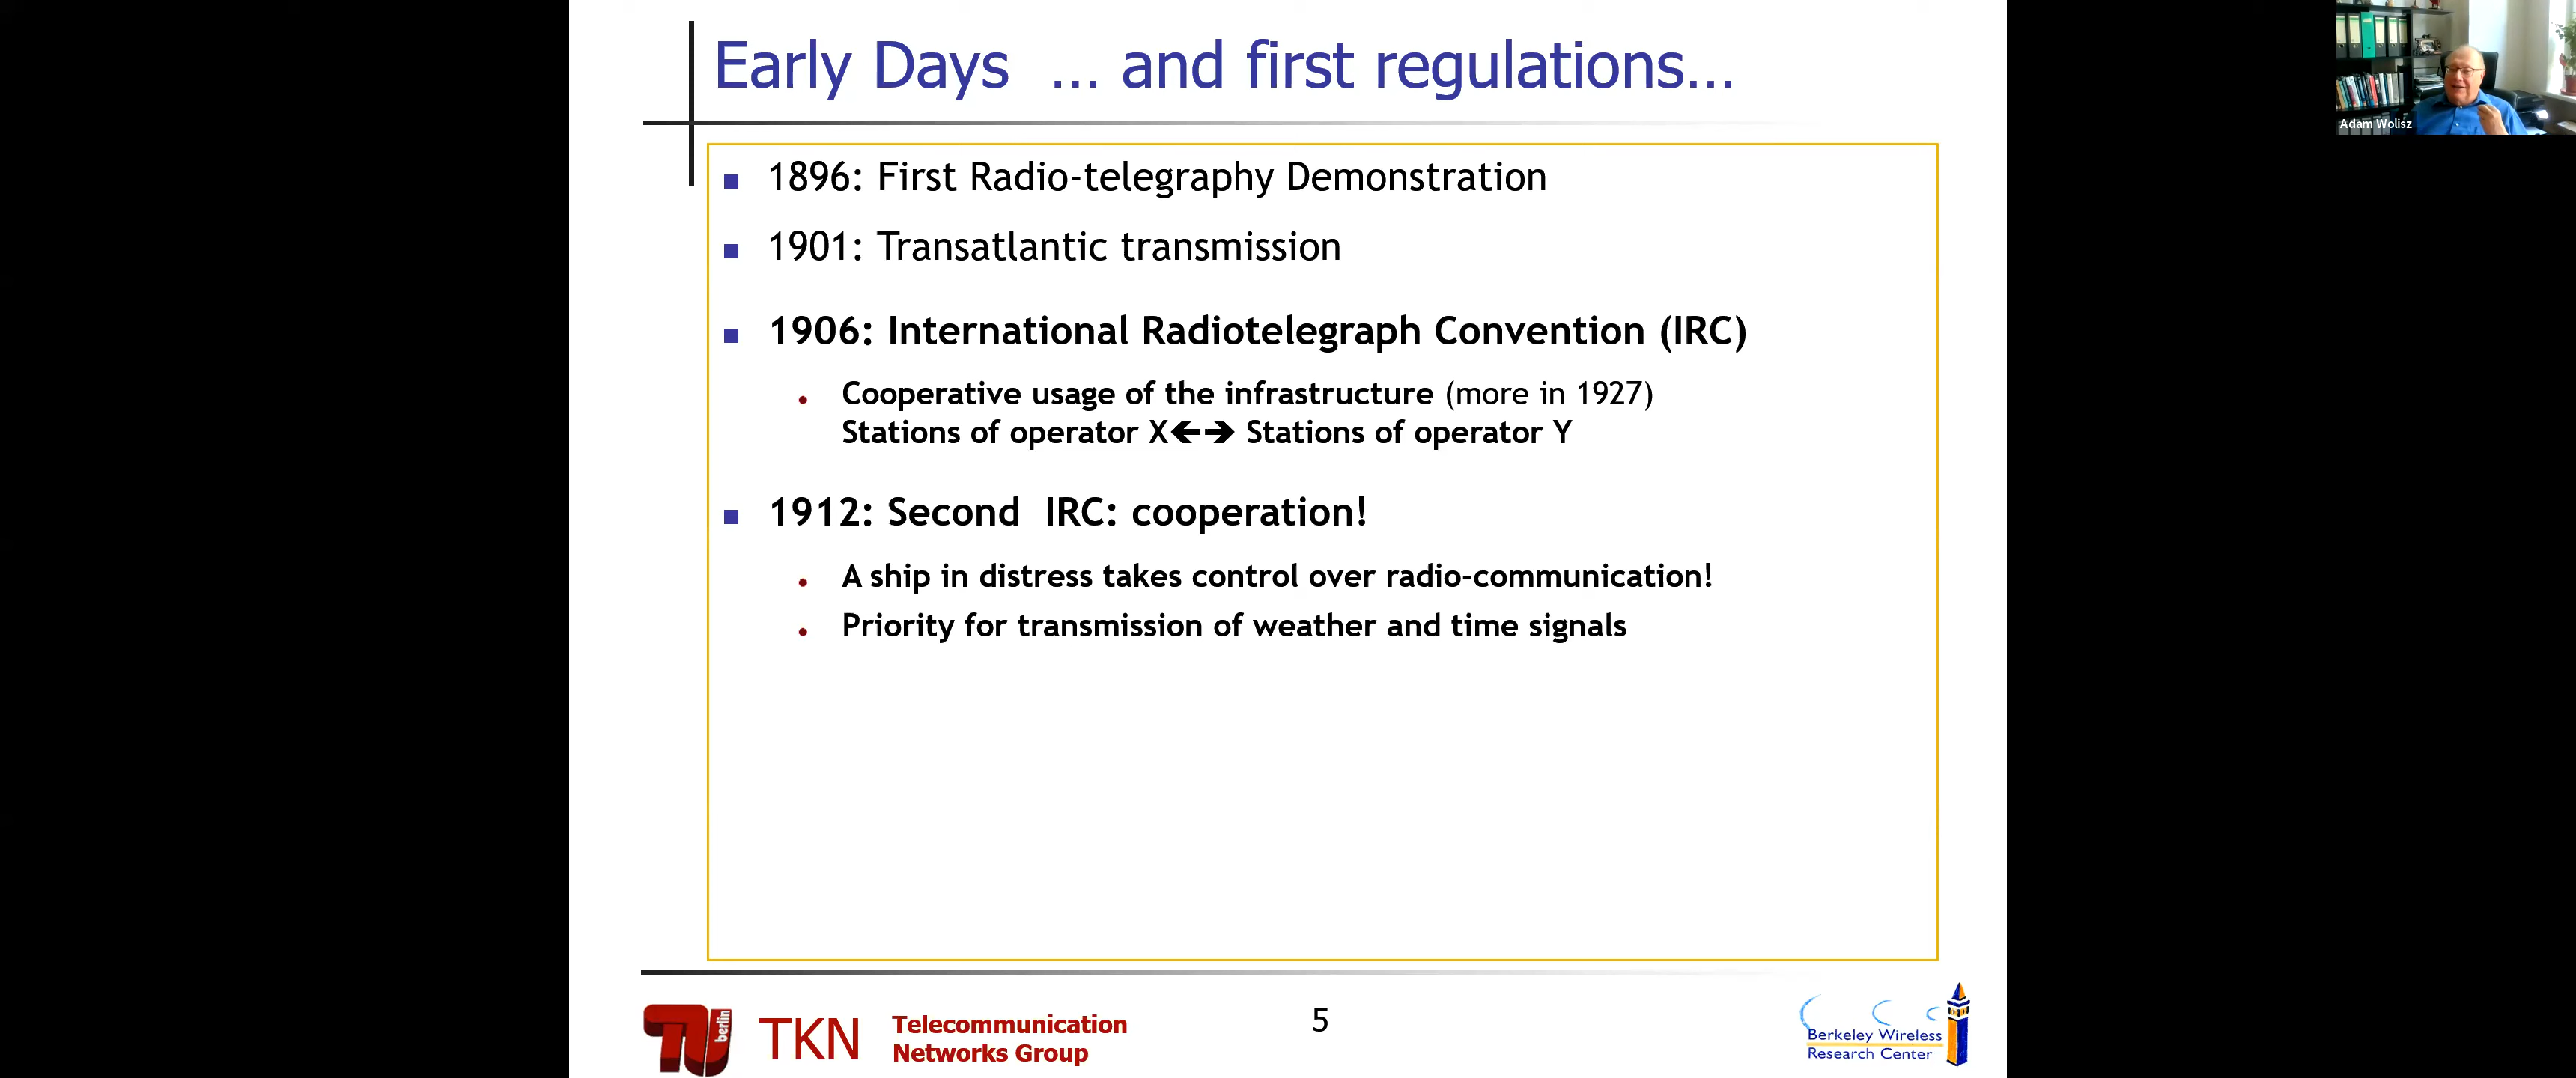 Early Days ... and first regulations...
Adam Wolisz
1896: First Radio-telegraphy Demonstration
1901: Transatlantic transmission
1906: International Radiotelegraph Convention (IRC)
Cooperative usage of the infrastructure (more in 1927)
Stations of operator X←→ Stations of operator Y
1912: Second IRC: cooperation!
A ship in distress takes control over radio-communication!
Priority for transmission of weather and time signals
TU berlin
TKN
Telecommunication
Networks Group
5
Berkeley Wireless
Research Center